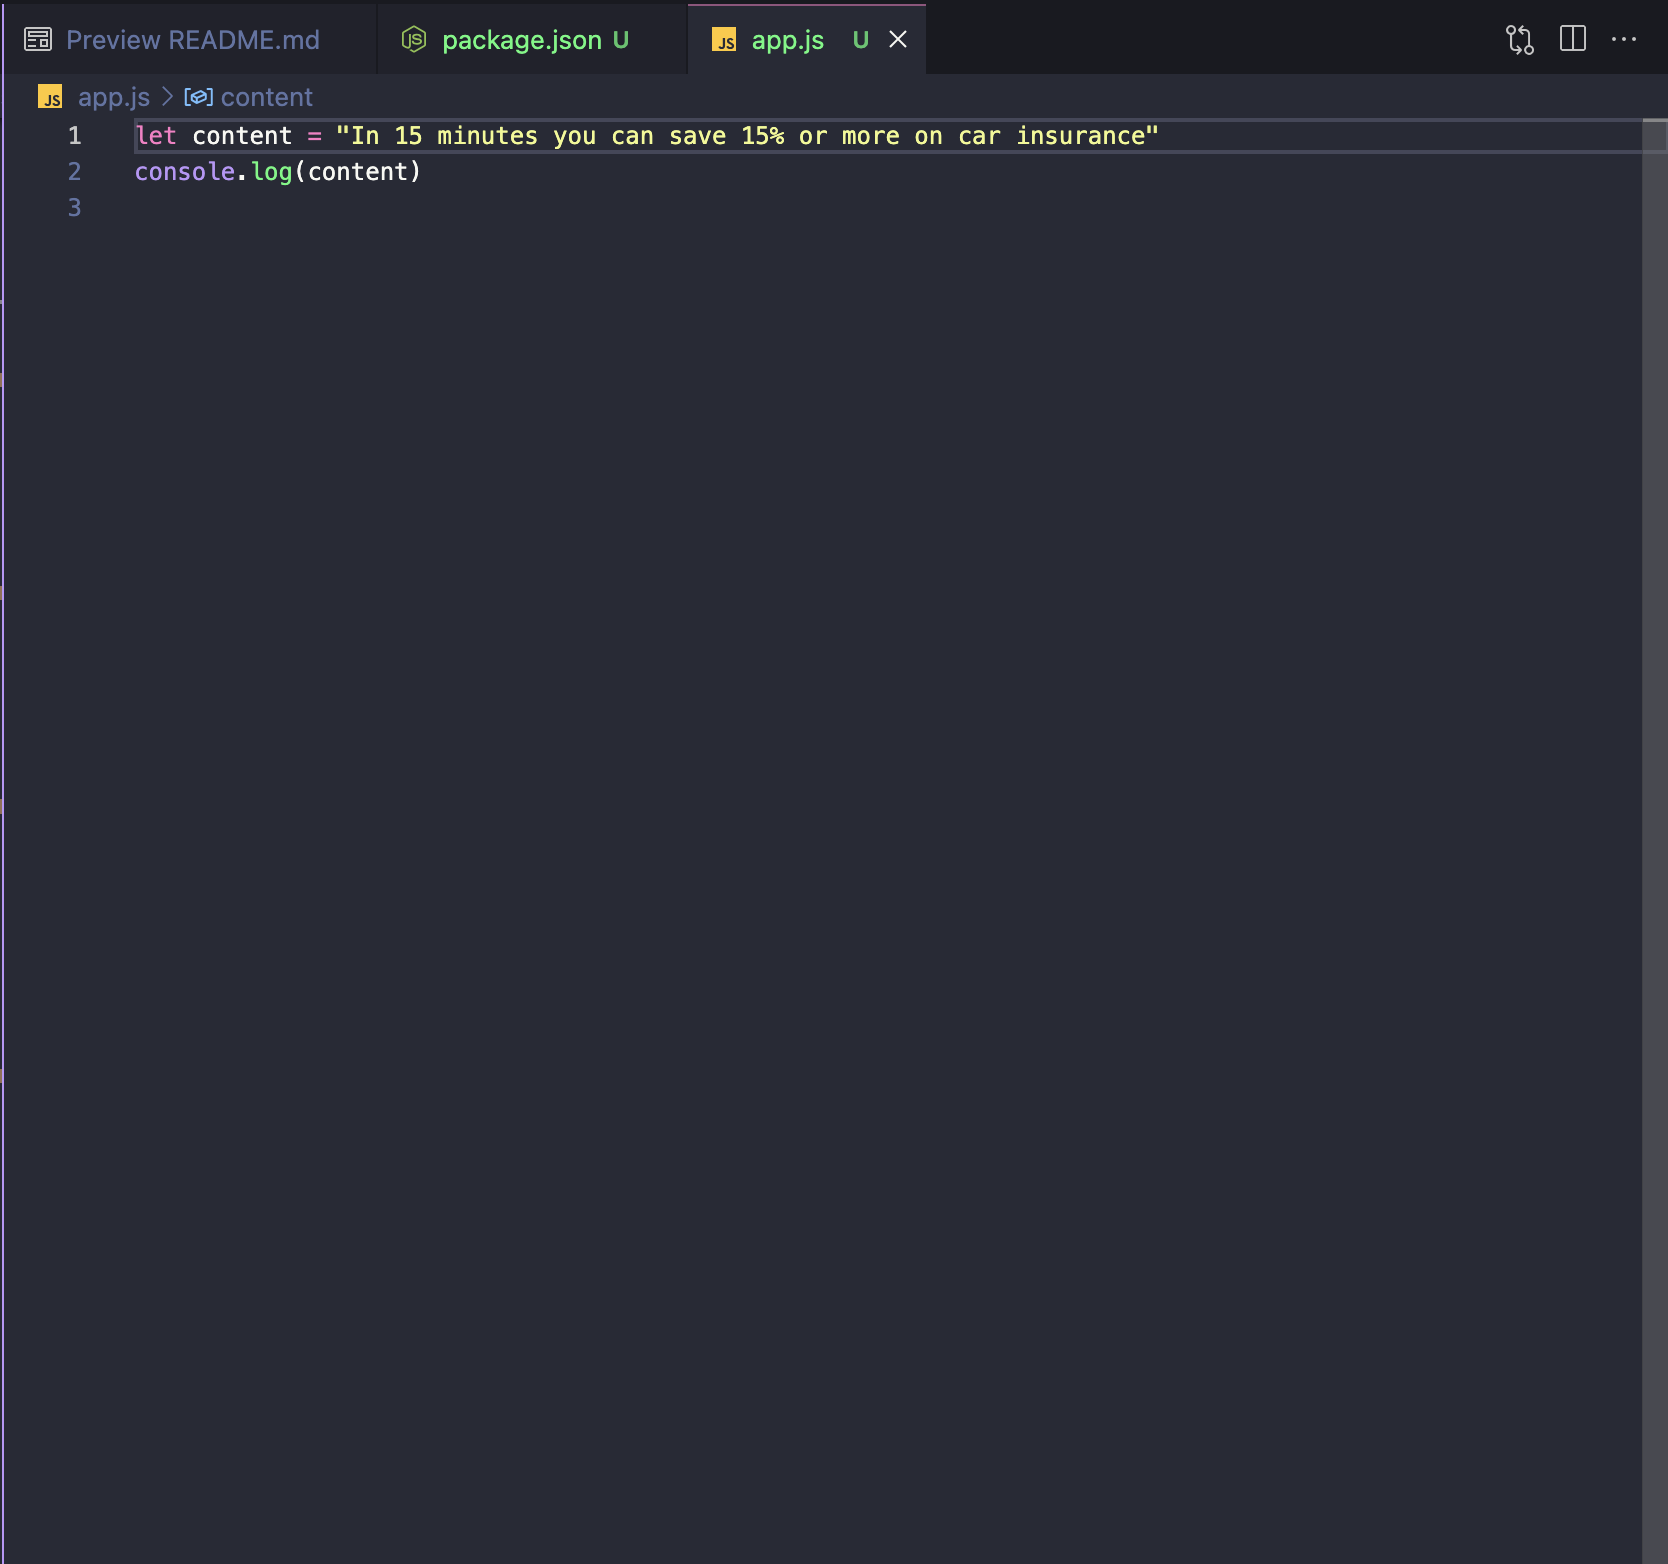 Preview README.md
JS package.json U
JS app.js U
JS app.js > content
1 let content = "In 15 minutes you can save 15% or more on car insurance"
2 console.log(content)
3